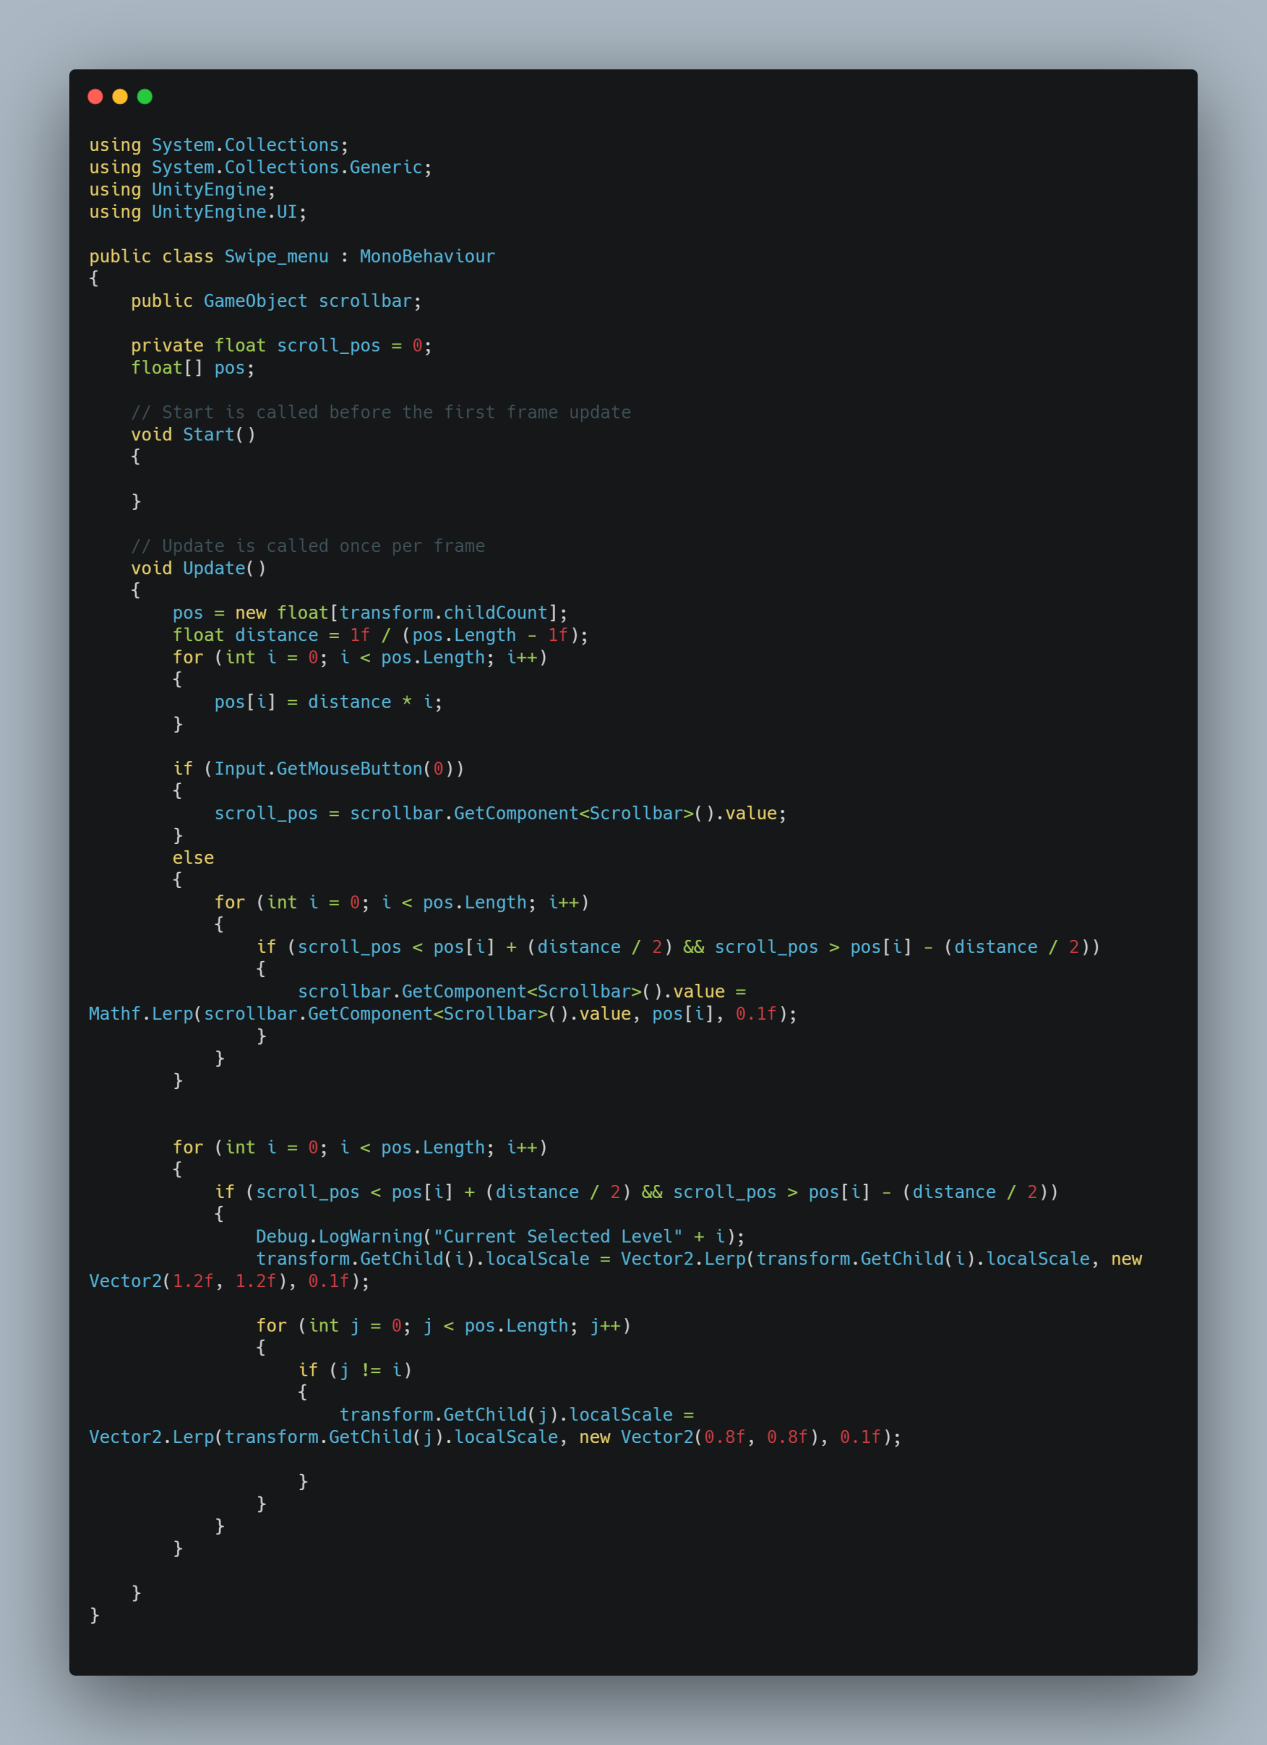 using System.Collections;
using System.Collections.Generic;
using UnityEngine;
using UnityEngine.UI;

public class Swipe_menu : MonoBehaviour
{
    public GameObject scrollbar;

    private float scroll_pos = 0;
    float[] pos;

    // Start is called before the first frame update
    void Start()
    {

    }

    // Update is called once per frame
    void Update()
    {
        pos = new float[transform.childCount];
        float distance = 1f / (pos.Length - 1f);
        for (int i = 0; i < pos.Length; i++)
        {
            pos[i] = distance * i;
        }

        if (Input.GetMouseButton(0))
        {
            scroll_pos = scrollbar.GetComponent<Scrollbar>().value;
        }
        else
        {
            for (int i = 0; i < pos.Length; i++)
            {
                if (scroll_pos < pos[i] + (distance / 2) && scroll_pos > pos[i] - (distance / 2))
                {
                    scrollbar.GetComponent<Scrollbar>().value =
Mathf.Lerp(scrollbar.GetComponent<Scrollbar>().value, pos[i], 0.1f);
                }
            }
        }


        for (int i = 0; i < pos.Length; i++)
        {
            if (scroll_pos < pos[i] + (distance / 2) && scroll_pos > pos[i] - (distance / 2))
            {
                Debug.LogWarning("Current Selected Level" + i);
                transform.GetChild(i).localScale = Vector2.Lerp(transform.GetChild(i).localScale, new
Vector2(1.2f, 1.2f), 0.1f);

                for (int j = 0; j < pos.Length; j++)
                {
                    if (j != i)
                    {
                        transform.GetChild(j).localScale =
Vector2.Lerp(transform.GetChild(j).localScale, new Vector2(0.8f, 0.8f), 0.1f);

                    }
                }
            }
        }

    }
}